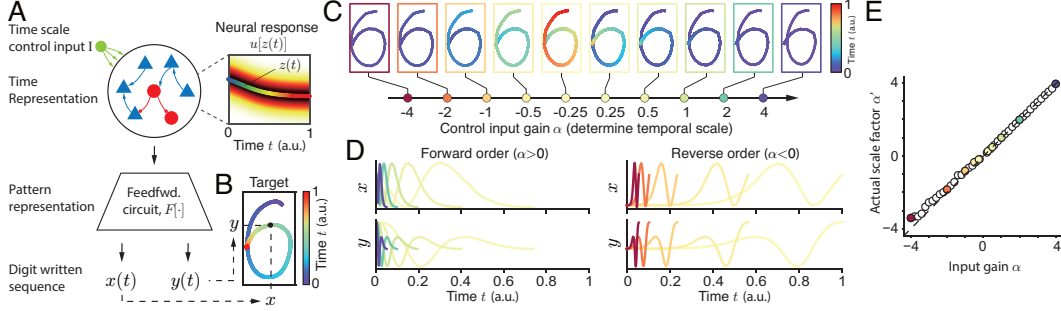 A
Time scale
control input I
Time
Representation
Neural response
u[z(t)]
z(t)
0
1
Time t (a.u.)
Pattern
representation
Feedfwd.
circuit, F[·]
Digit written
sequence
x(t)
y(t)
B
Target
y
x
1
0
Time t (a.u.)
C
1
0
Time t (a.u.)
-4
-2
-1
-0.5
-0.25
0.25
0.5
1
2
4
Control input gain α (determine temporal scale)
D
Forward order (α>0)
Reverse order (α<0)
x
y
0
0.2
0.4
0.6
0.8
1.0
Time t (a.u.)
x
y
0
0.2
0.4
0.6
0.8
1.0
Time t (a.u.)
E
Actual scale factor α'
4
0
−4
−4
0
4
Input gain α